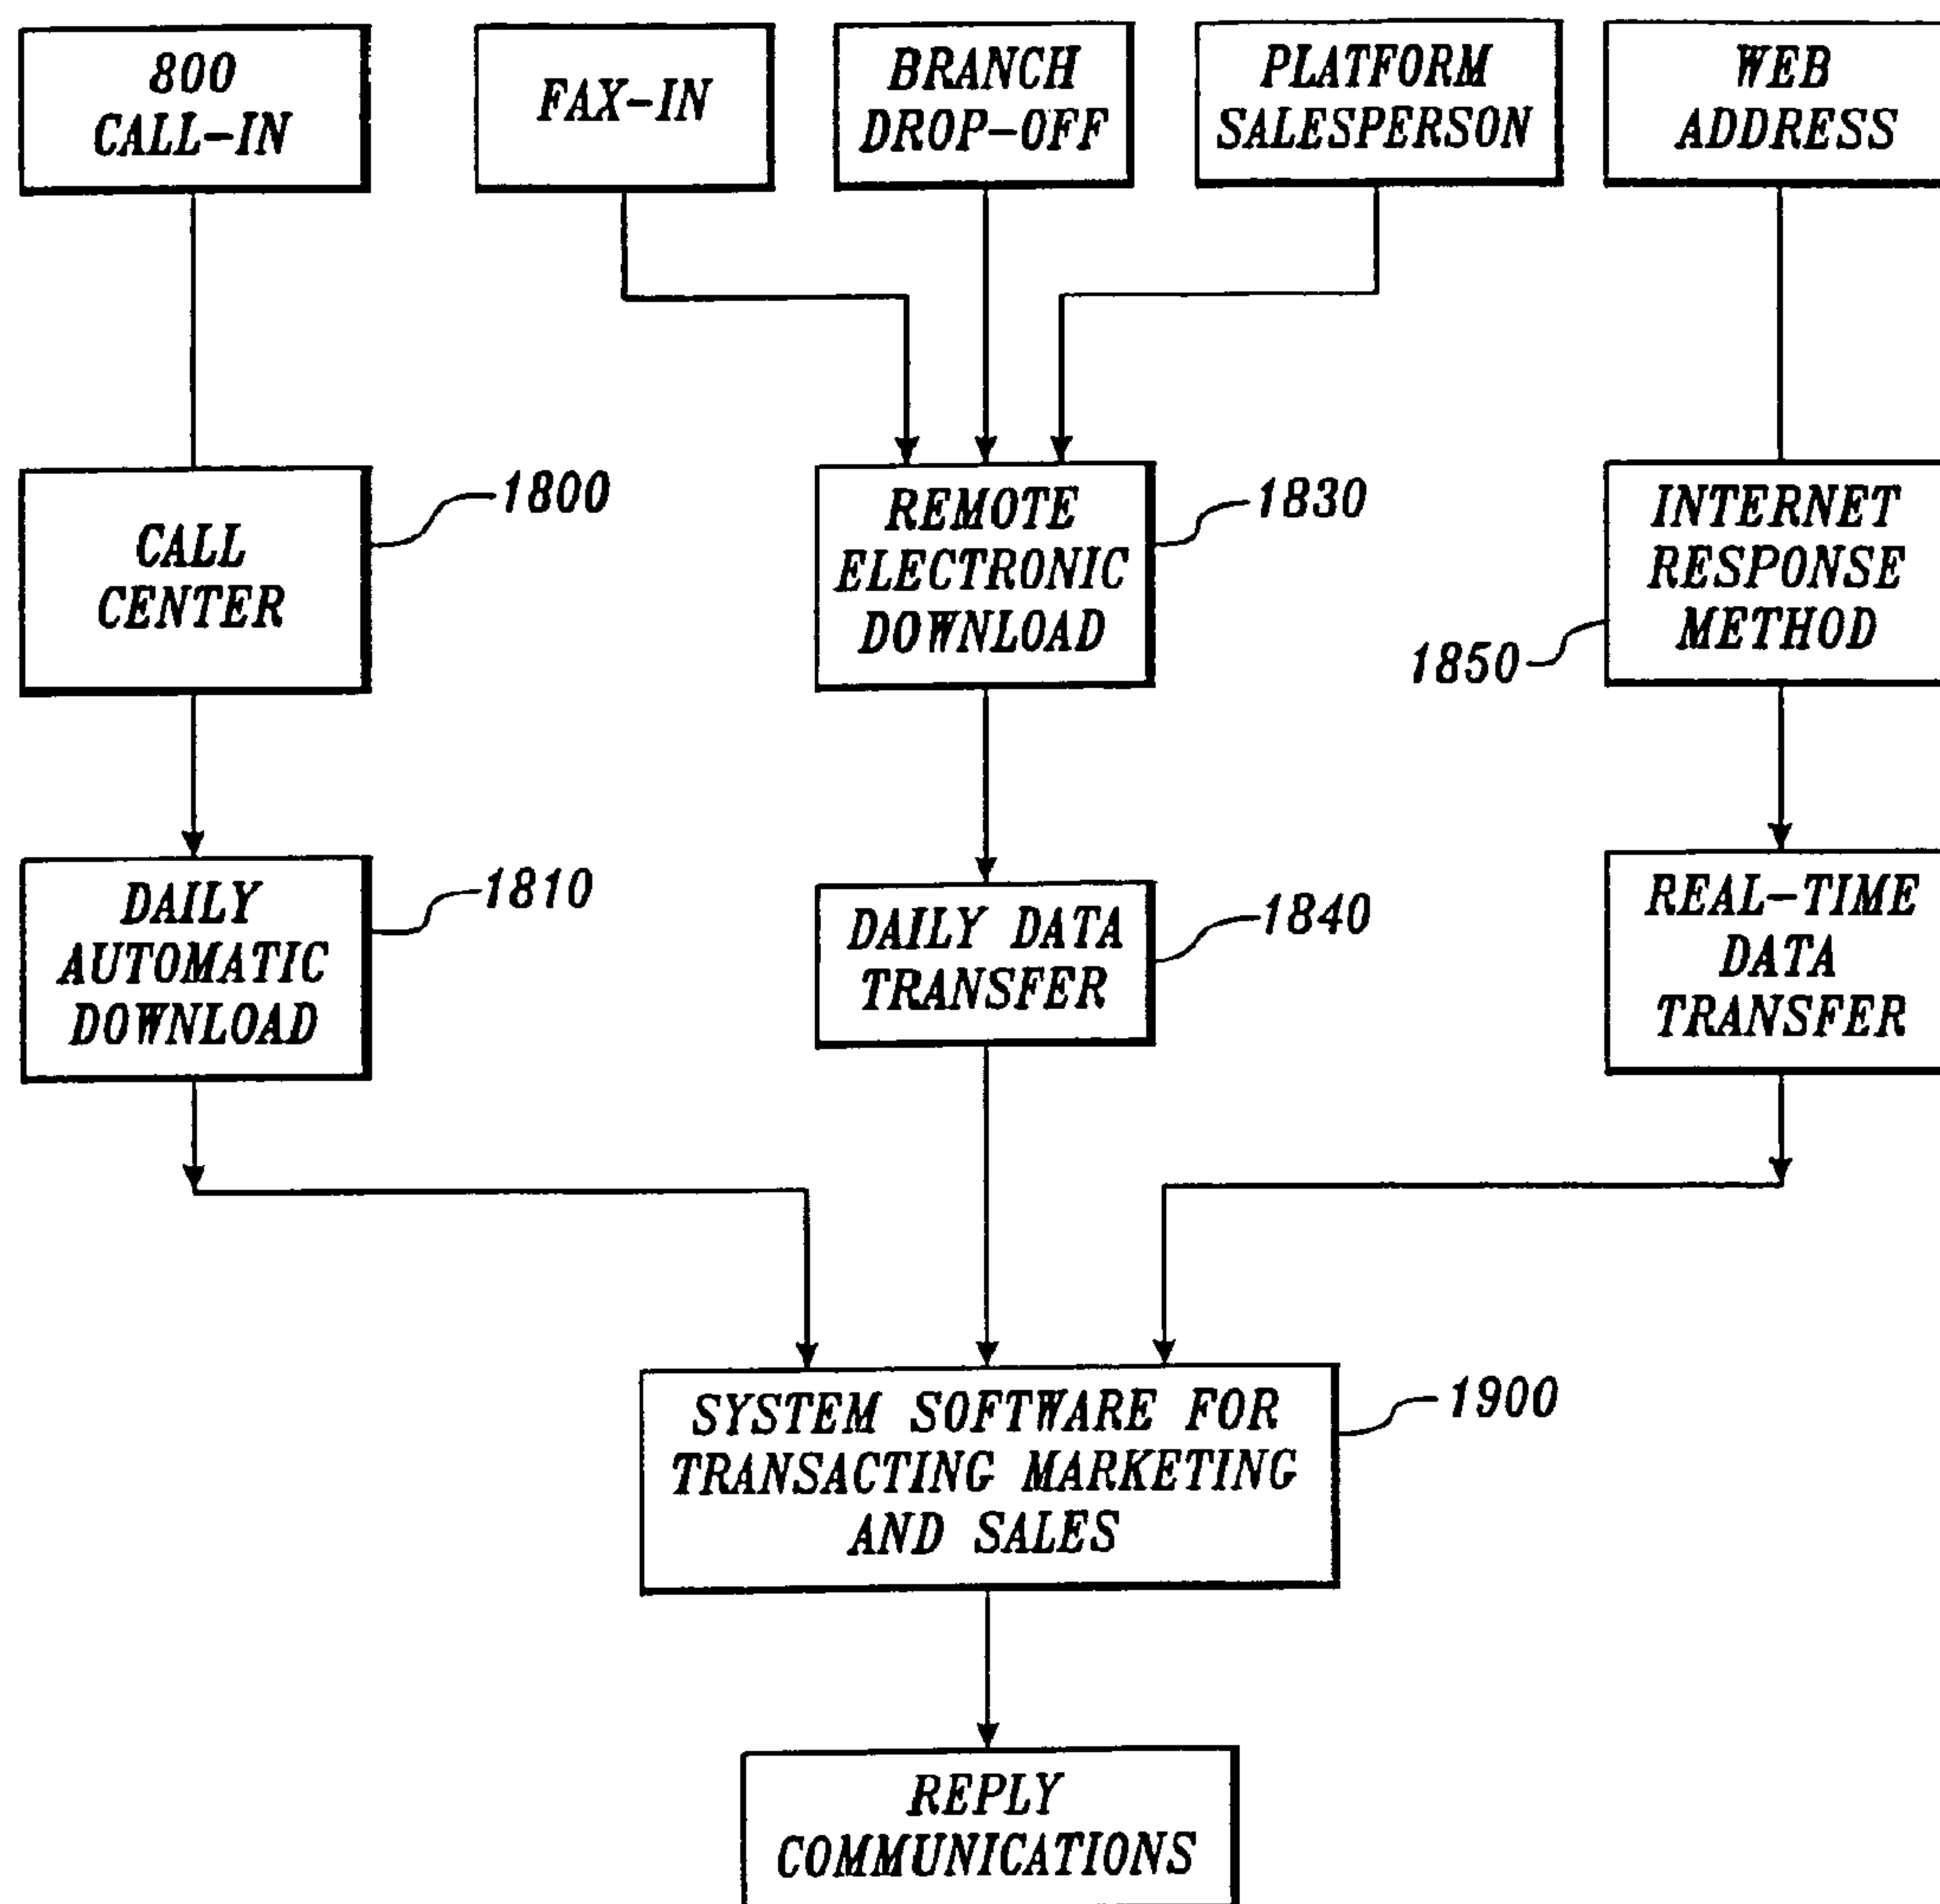 800
CALL-IN
FAX-IN
BRANCH
DROP-OFF
PLATFORM
SALESPERSON
WEB
ADDRESS
CALL
CENTER
1800
REMOTE
ELECTRONIC
DOWNLOAD
1830
INTERNET
RESPONSE
METHOD
1850
DAILY
AUTOMATIC
DOWNLOAD
1810
DAILY DATA
TRANSFER
1840
REAL-TIME
DATA
TRANSFER
SYSTEM SOFTWARE FOR
TRANSACTING MARKETING
AND SALES
1900
REPLY
COMMUNICATIONS